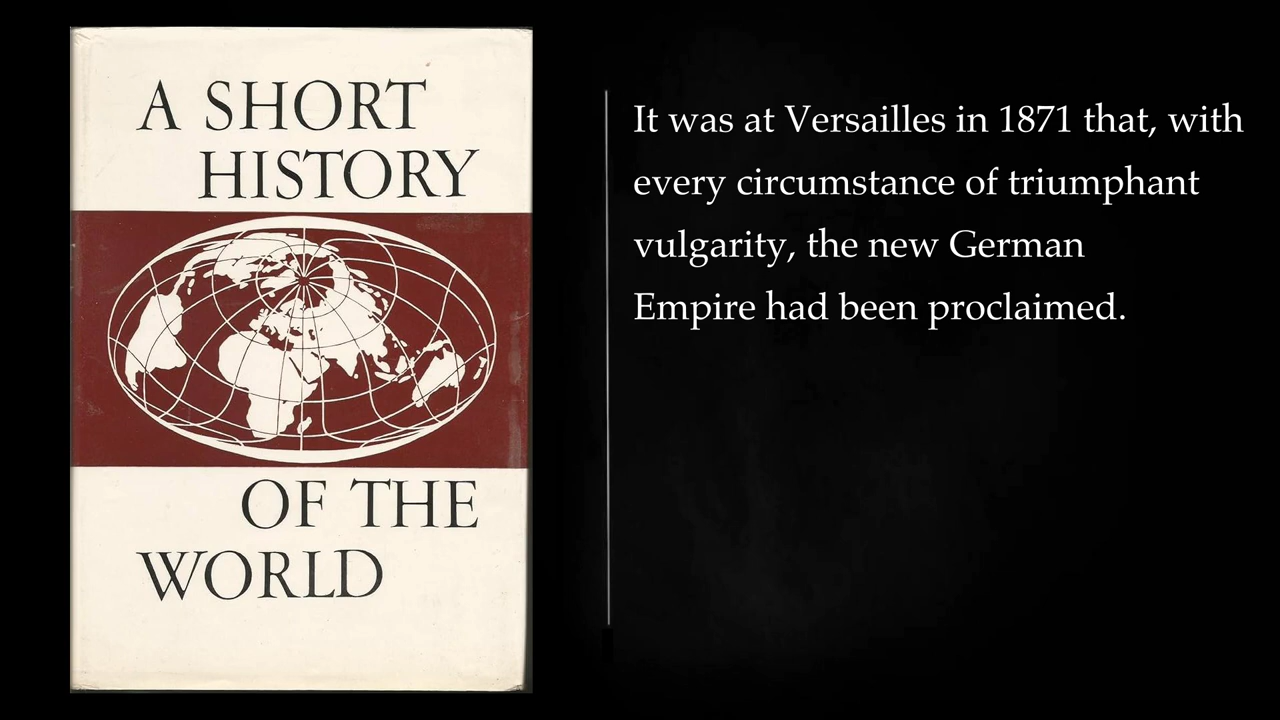 A SHORT
HISTORY
OF THE
WORLD
It was at Versailles in 1871 that, with
every circumstance of triumphant
vulgarity, the new German
Empire had been proclaimed.